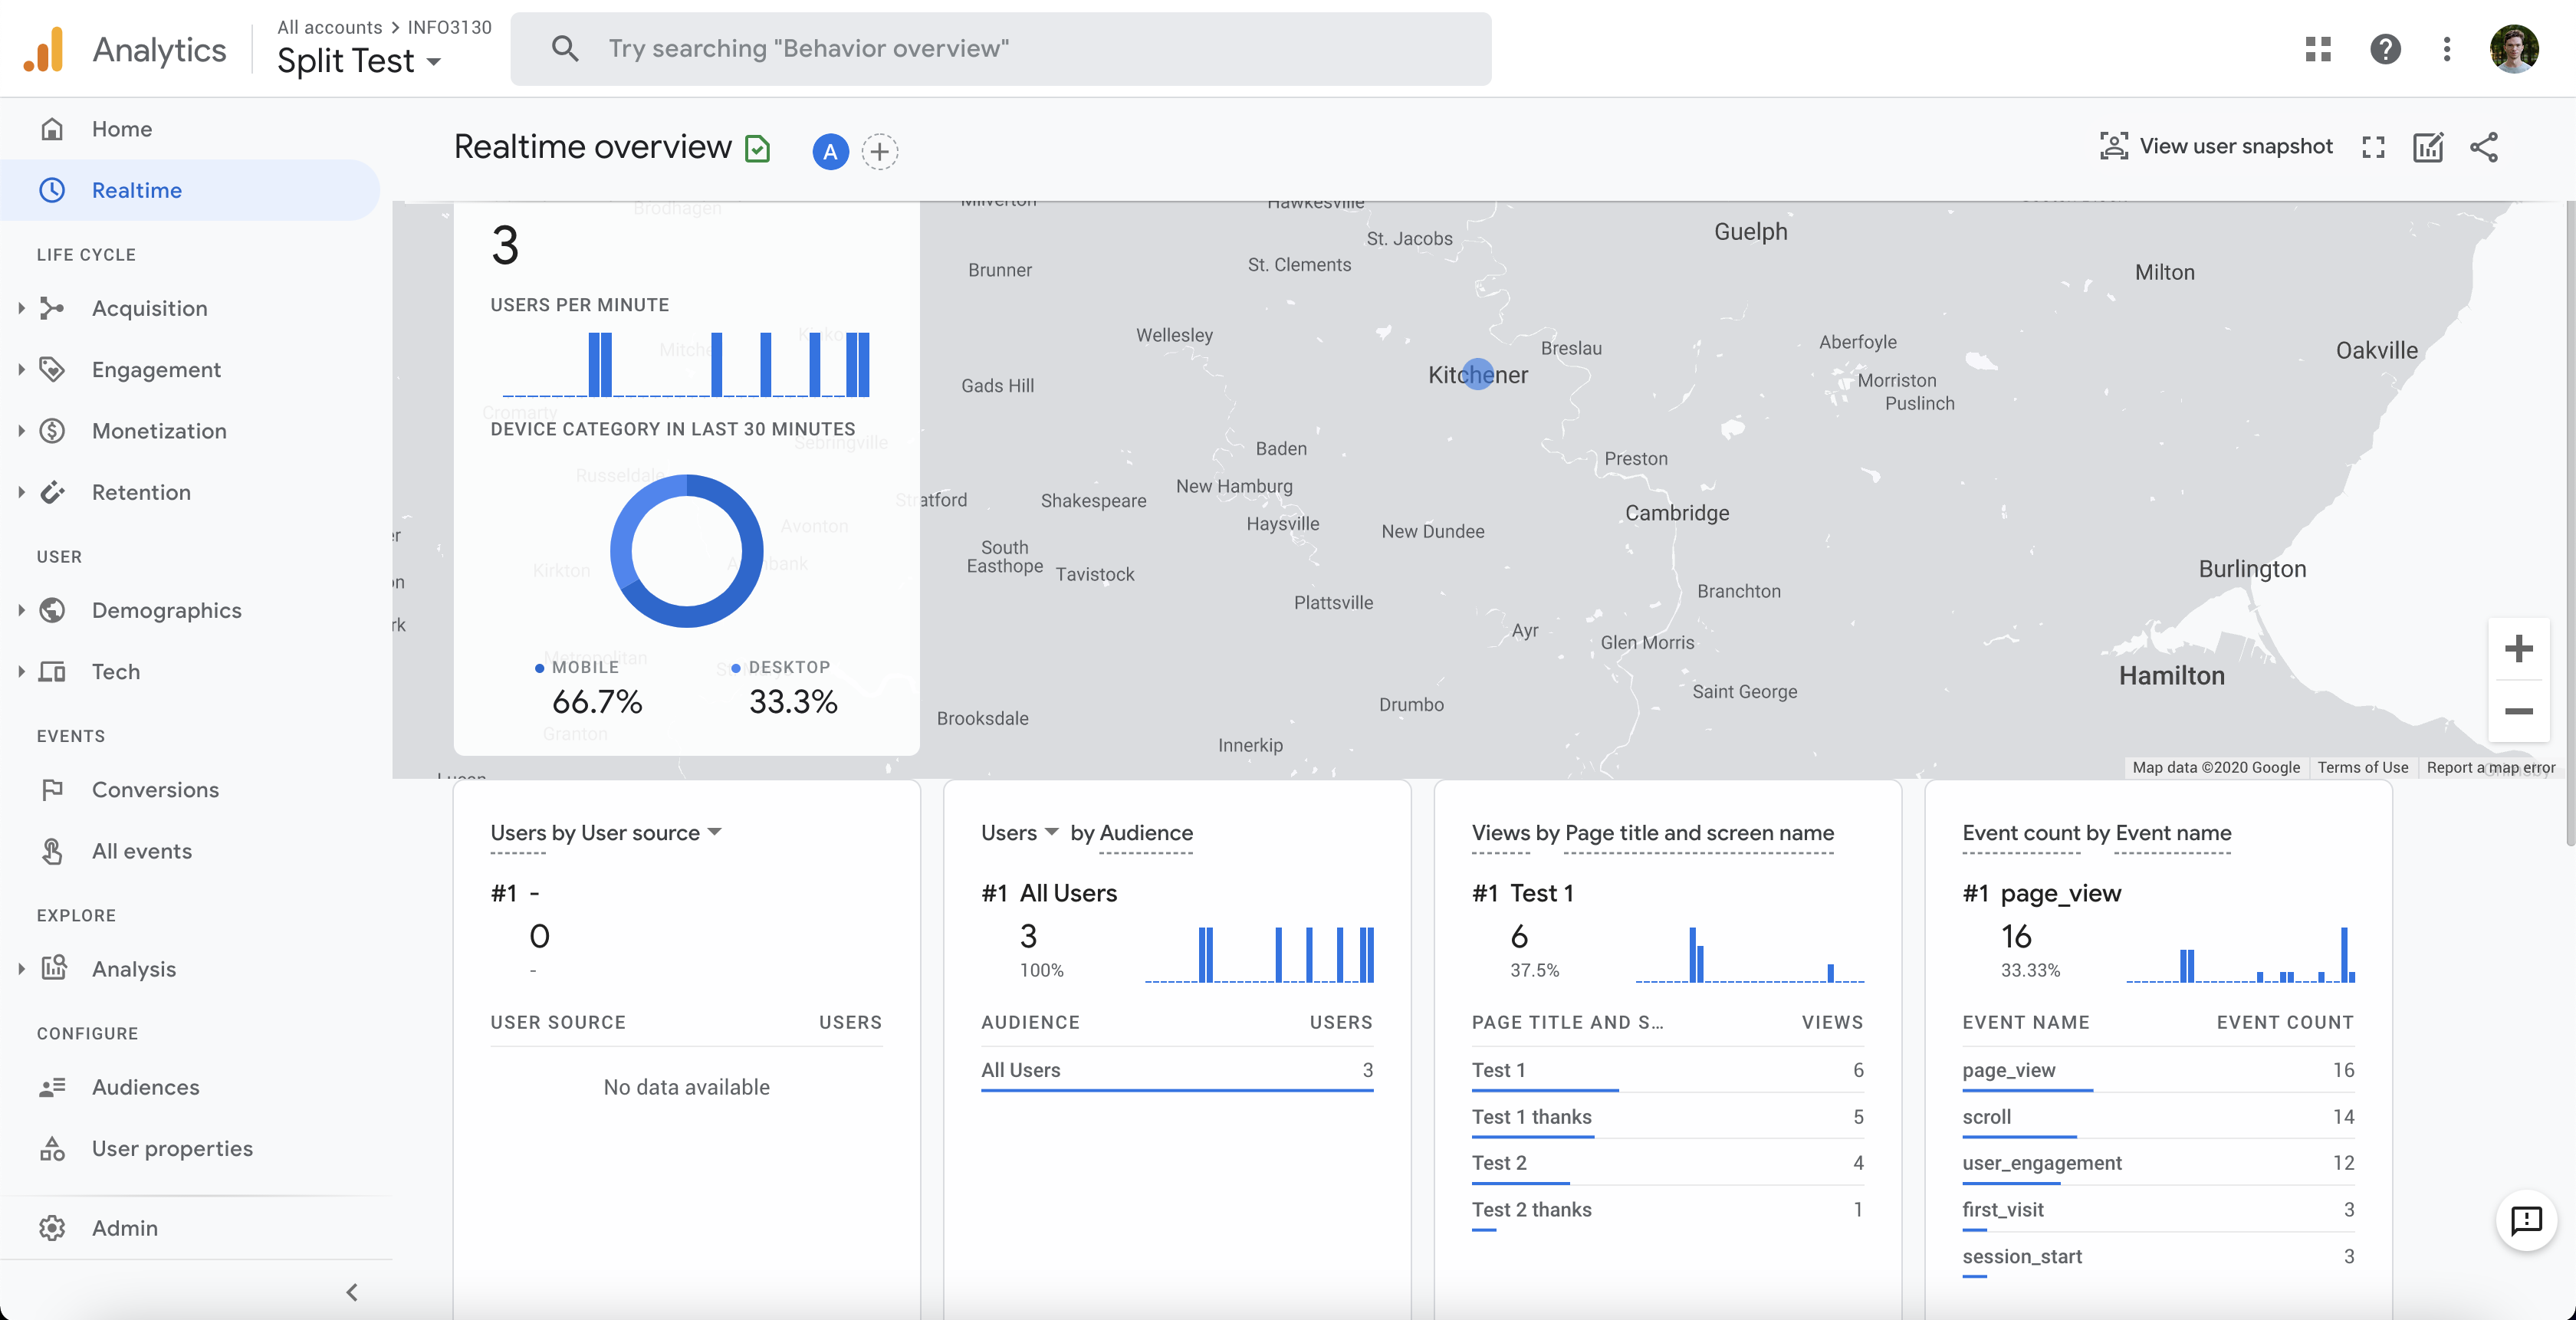 All accounts > INFO3130
Analytics
Split Test
Try searching "Behavior overview"
Home
Realtime
LIFE CYCLE
Acquisition
Engagement
Monetization
Retention
USER
Demographics
Tech
EVENTS
Conversions
All events
EXPLORE
Analysis
CONFIGURE
Audiences
User properties
Admin
Realtime overview
A
View user snapshot
3
USERS PER MINUTE
DEVICE CATEGORY IN LAST 30 MINUTES
MOBILE
66.7%
DESKTOP
33.3%
Brodhagen
Cromarty
Sebringville
Avonton
Kirkton
Metropolitan
Granton
Milverton
Hawkesville
St. Jacobs
Guelph
Brunner
St. Clements
Milton
Wellesley
Breslau
Aberfoyle
Oakville
Kitchener
Gads Hill
Morriston
Puslinch
Baden
Preston
New Hamburg
Stratford
Shakespeare
Cambridge
Haysville
New Dundee
South
Easthope
Tavistock
Burlington
Branchton
Plattsville
Ayr
Glen Morris
Hamilton
Saint George
Drumbo
Brooksdale
Innerkip
Map data ©2020 Google
Terms of Use
Report a map error
Users by User source
#1 -
0
-
USER SOURCE USERS
No data available
Users by Audience
#1 All Users
3
100%
AUDIENCE USERS
All Users 3
Views by Page title and screen name
#1 Test 1
6
37.5%
PAGE TITLE AND S... VIEWS
Test 1 6
Test 1 thanks 5
Test 2 4
Test 2 thanks 1
Event count by Event name
#1 page_view
16
33.33%
EVENT NAME EVENT COUNT
page_view 16
scroll 14
user_engagement 12
first_visit 3
session_start 3